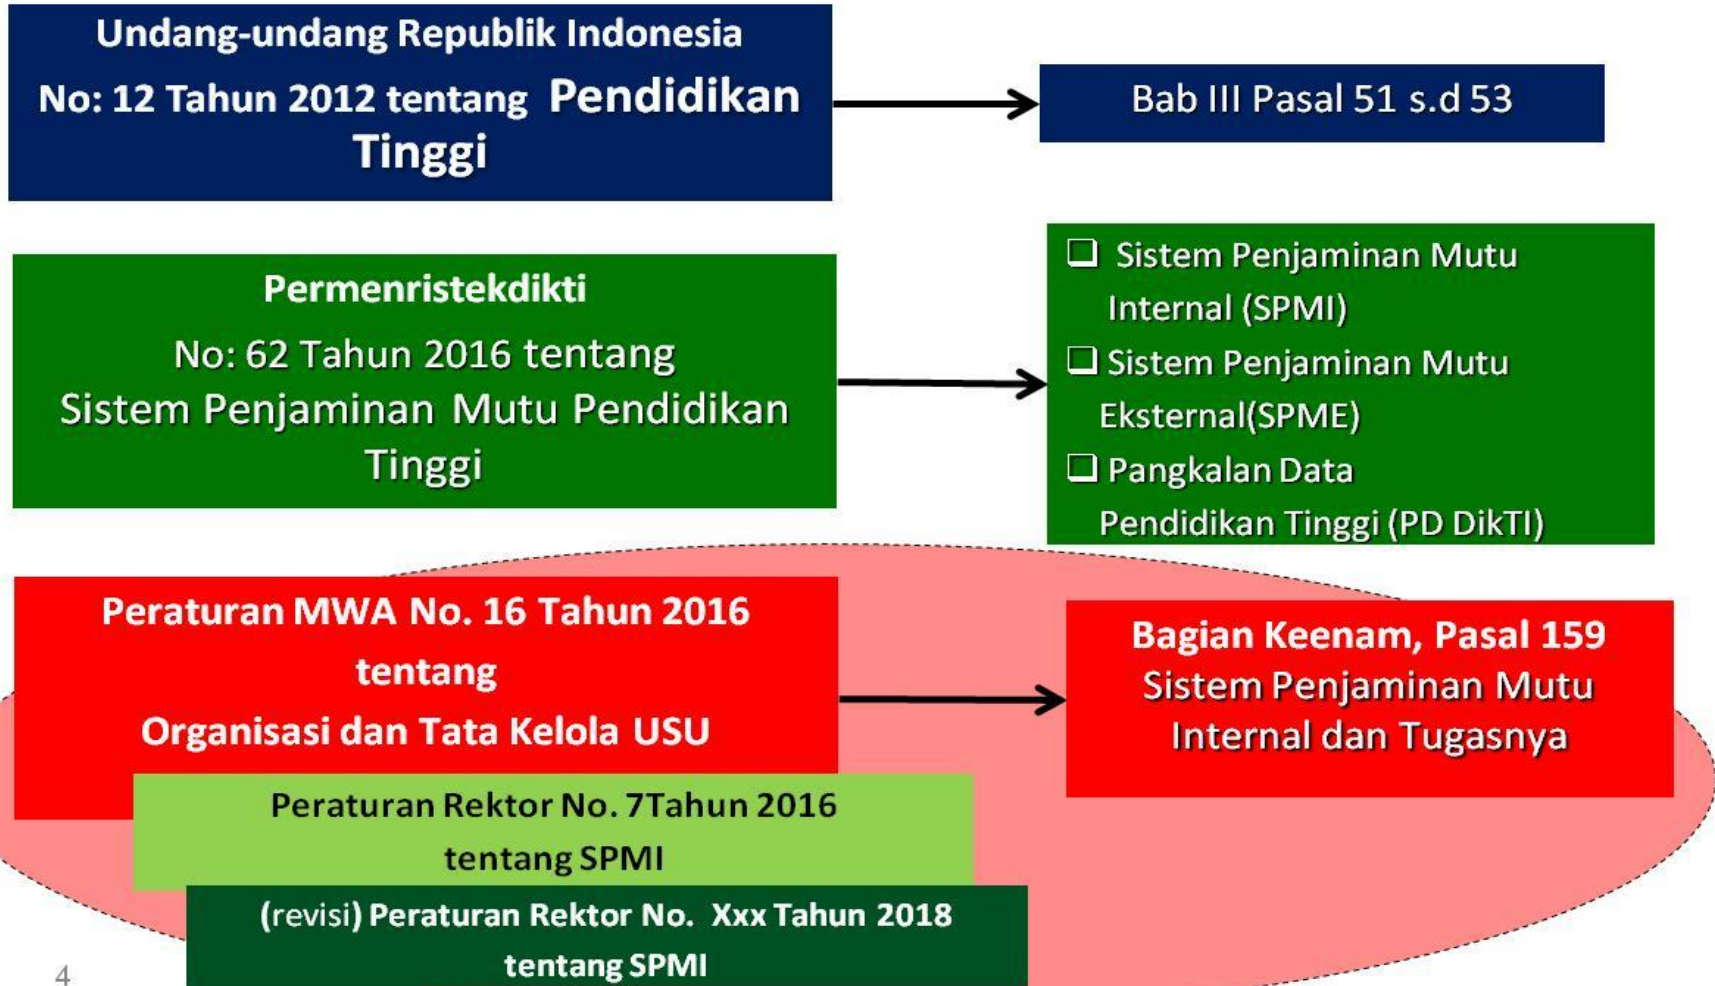 Undang-undang Republik Indonesia
No: 12 Tahun 2012 tentang Pendidikan
Tinggi
Bab III Pasal 51 s.d 53
Permenristekdikti
No: 62 Tahun 2016 tentang
Sistem Penjaminan Mutu Pendidikan
Tinggi
❑ Sistem Penjaminan Mutu
Internal (SPMI)
❑ Sistem Penjaminan Mutu
Eksternal(SPME)
❑ Pangkalan Data
Pendidikan Tinggi (PD DikTI)
Peraturan MWA No. 16 Tahun 2016
tentang
Organisasi dan Tata Kelola USU
Bagian Keenam, Pasal 159
Sistem Penjaminan Mutu
Internal dan Tugasnya
Peraturan Rektor No. 7Tahun 2016
tentang SPMI
(revisi) Peraturan Rektor No. Xxx Tahun 2018
tentang SPMI
4